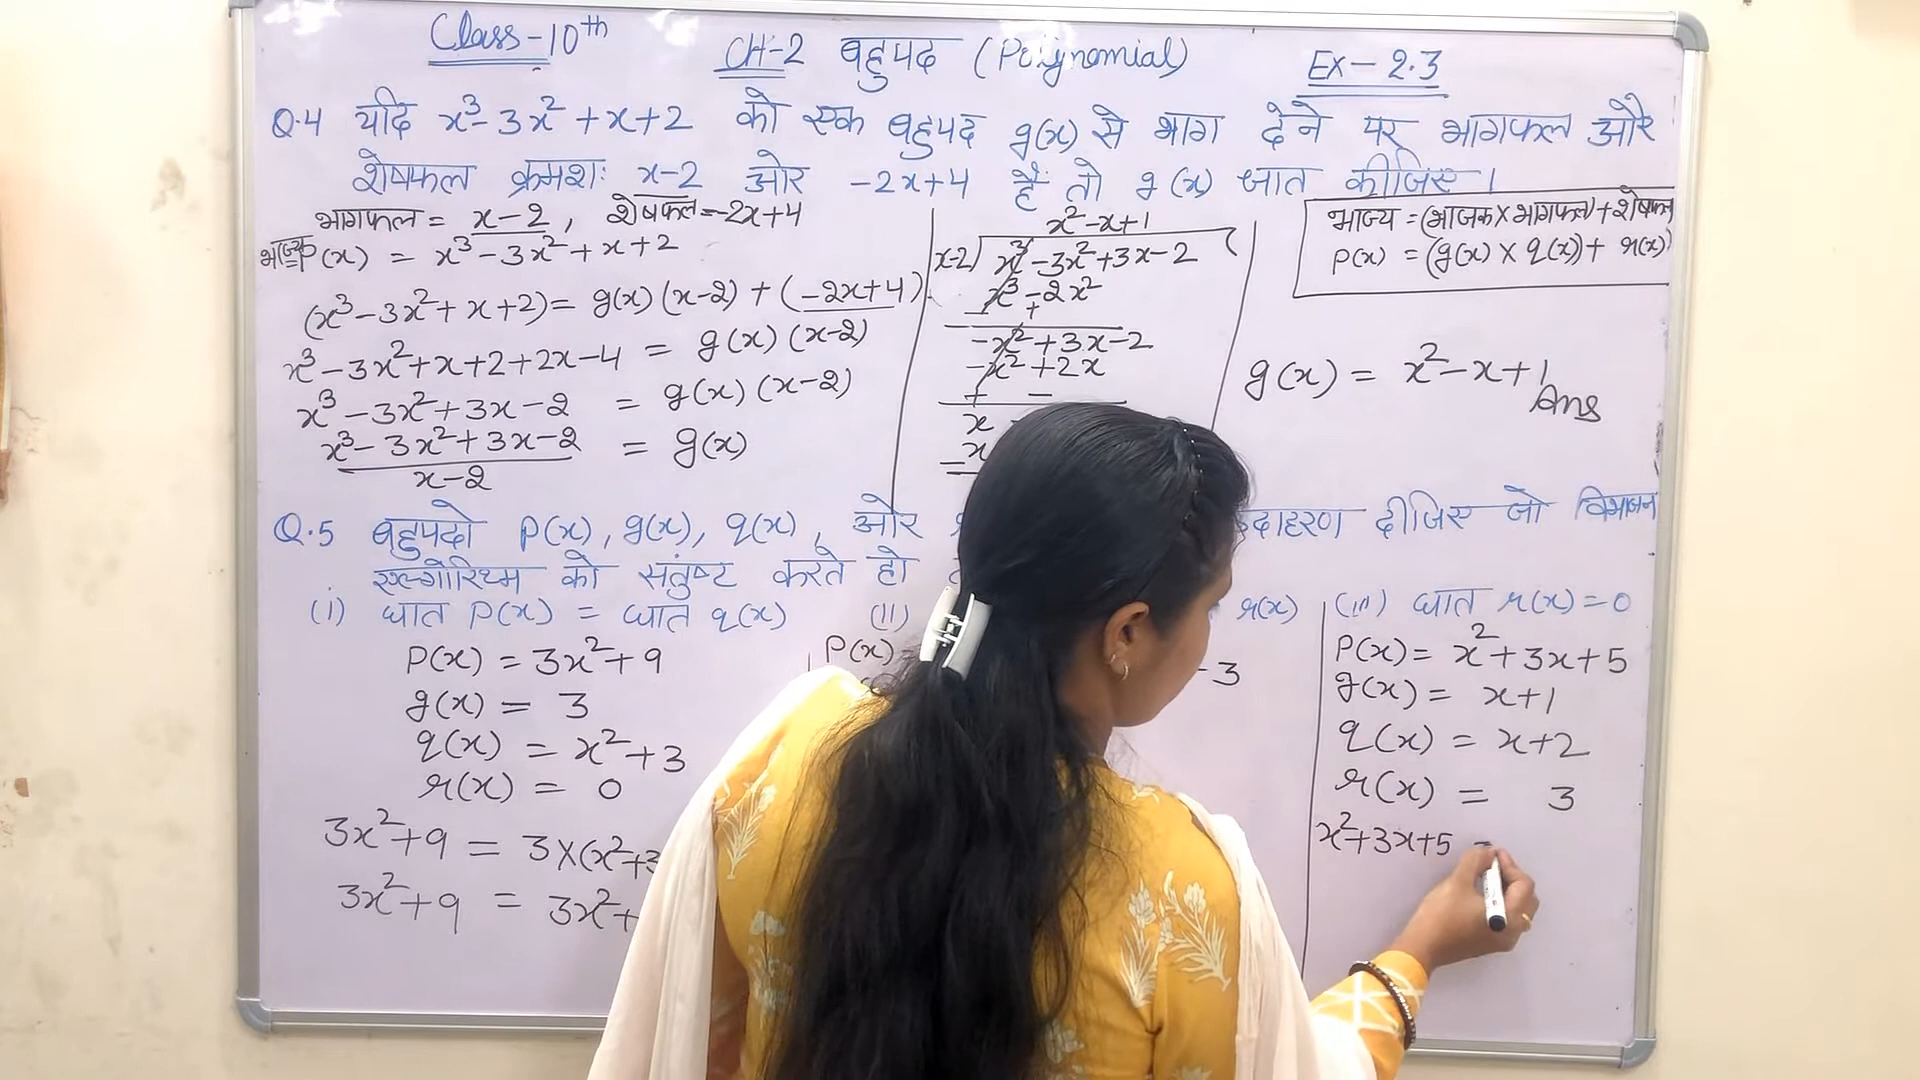 Class-10th
CH-2 बहुपद (Polynomial)
Ex-2.3
Q.4 यदि x³-3x²+x+2 को एक बहुपद g(x) से भाग देने पर भागफल और
शेषफल क्रमश: x-2 और -2x+4 है तो g(x) ज्ञात कीजिए।
भागफल = x-2, शेषफल=-2x+4
भाज्य P(x) = x³-3x²+x+2
(x³-3x²+x+2)= g(x)(x-2)+(-2x+4)
x³-3x²+x+2+2x-4 = g(x)(x-2)
x³-3x²+3x-2 = g(x)(x-2)
x³-3x²+3x-2 = g(x)
x-2
x²-x+1
x-2) x³-3x²+3x-2
x³-2x²
- +
-x²+3x-2
-x²+2x
+ -
x
x
-
भाज्य = (भाजक×भागफल)+शेषफल
P(x) = (g(x) × q(x)) + r(x)
g(x) = x²-x+1
Ans
Q.5 बहुपदो P(x), g(x), q(x), और उदाहरण दीजिए जो विभाजन
एल्गोरिथ्म को संतुष्ट करते हो
(i) घात P(x) = घात q(x)
P(x) = 3x²+9
g(x) = 3
q(x) = x²+3
r(x) = 0
3x²+9 = 3×(x²+3
3x²+9 = 3x²+
(ii) r(x)
P(x) = -3
(iii) घात r(x)=0
P(x) = x²+3x+5
g(x) = x+1
q(x) = x+2
r(x) = 3
x²+3x+5 =